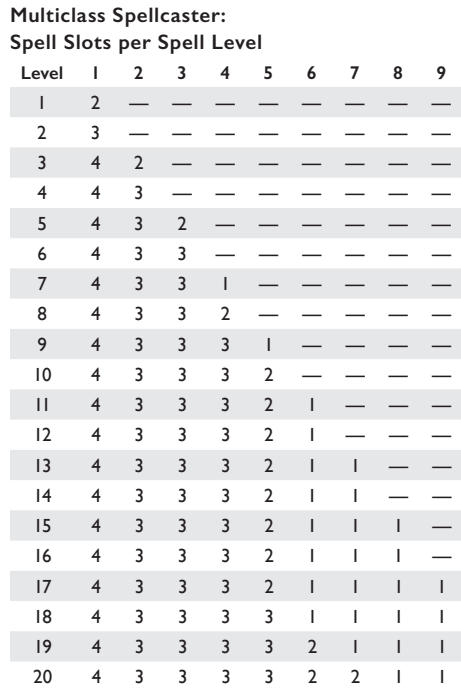 Multiclass Spellcaster:
Spell Slots per Spell Level
Level 1 2 3 4 5 6 7 8 9
1 2 — — — — — — — —
2 3 — — — — — — — —
3 4 2 — — — — — — —
4 4 3 — — — — — — —
5 4 3 2 — — — — — —
6 4 3 3 — — — — — —
7 4 3 3 1 — — — — —
8 4 3 3 2 — — — — —
9 4 3 3 3 1 — — — —
10 4 3 3 3 2 — — — —
11 4 3 3 3 2 1 — — —
12 4 3 3 3 2 1 — — —
13 4 3 3 3 2 1 1 — —
14 4 3 3 3 2 1 1 — —
15 4 3 3 3 2 1 1 1 —
16 4 3 3 3 2 1 1 1 —
17 4 3 3 3 2 1 1 1 1
18 4 3 3 3 3 1 1 1 1
19 4 3 3 3 3 2 1 1 1
20 4 3 3 3 3 2 2 1 1